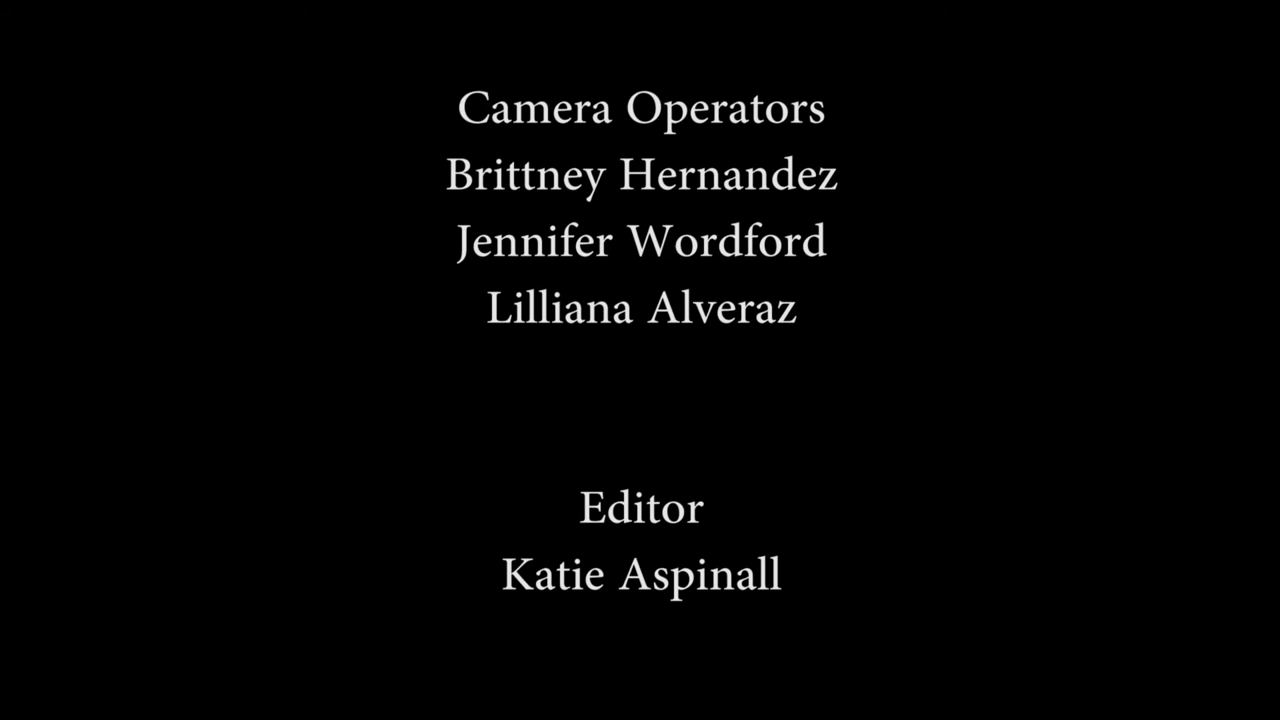 Camera Operators
Brittney Hernandez
Jennifer Wordford
Lilliana Alveraz
Editor
Katie Aspinall